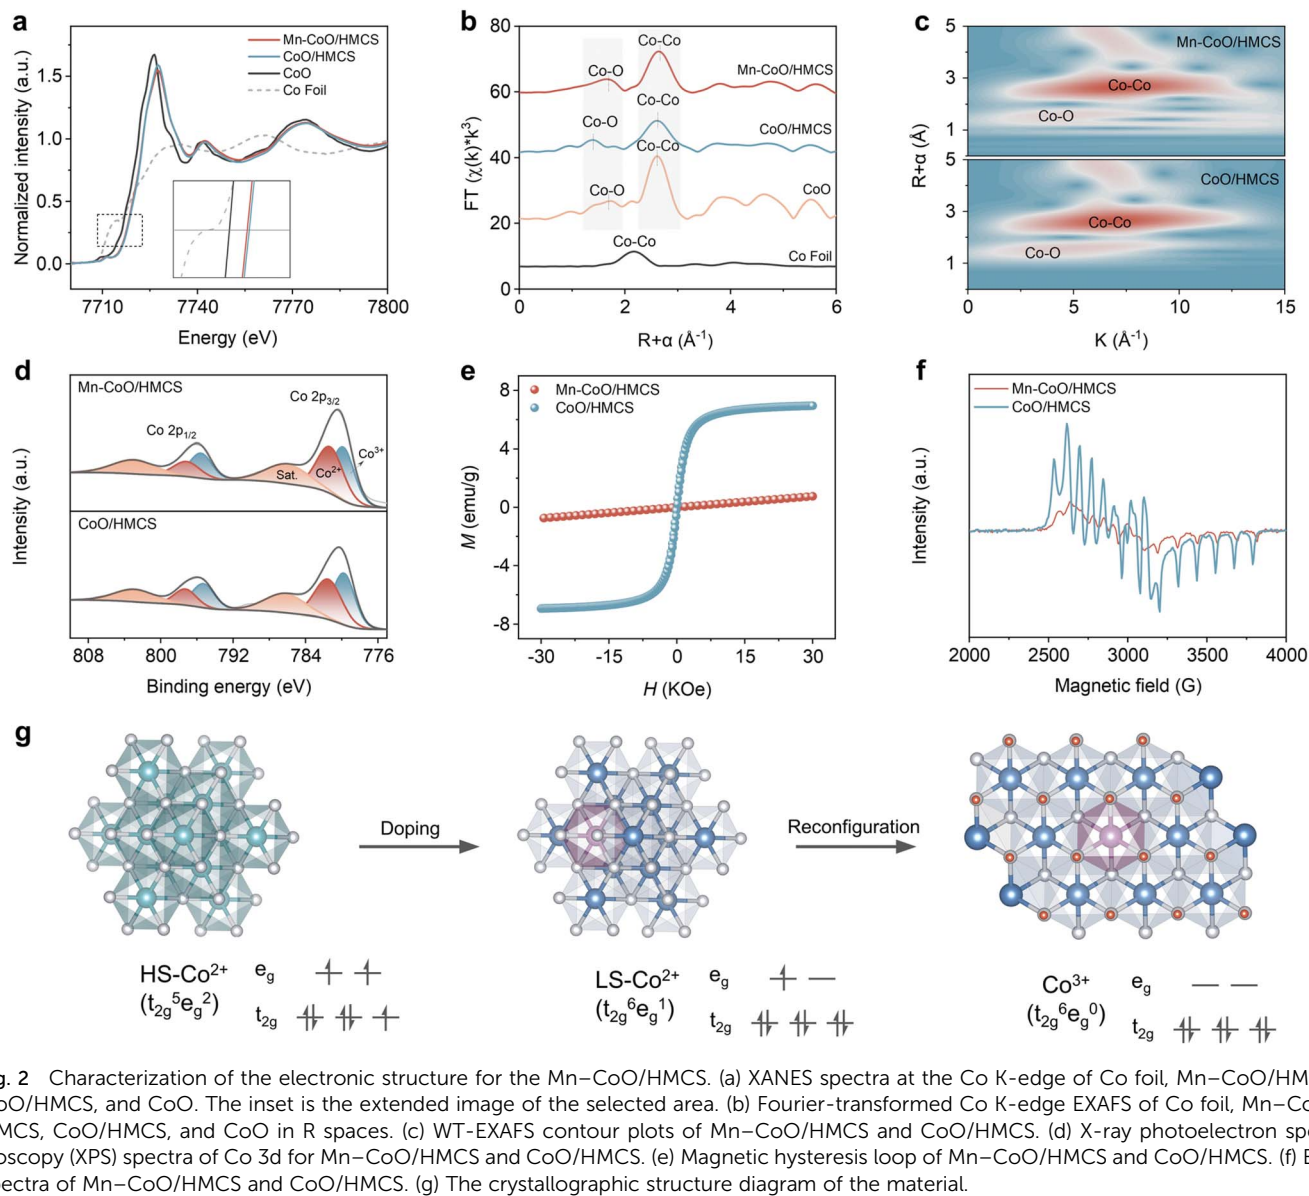 a
Normalized intensity (a.u.)
1.5
1.0
0.5
0.0
Mn-CoO/HMCS
CoO/HMCS
CoO
Co Foil
7710 7740 7770 7800
Energy (eV)
b
FT (χ(k)*k³)
80
60
40
20
0
Co-Co
Co-O
Mn-CoO/HMCS
Co-Co
Co-O
CoO/HMCS
Co-Co
Co-O
CoO
Co-Co
Co Foil
0 2 4 6
R+α (Å⁻¹)
c
R+α (Å)
5
3
1
Mn-CoO/HMCS
Co-Co
Co-O
5
3
1
CoO/HMCS
Co-Co
Co-O
0 5 10 15
K (Å⁻¹)
d
Intensity (a.u.)
Mn-CoO/HMCS
Co 2p₃/₂
Co 2p₁/₂
Co³⁺
Sat.
Co²⁺
CoO/HMCS
808 800 792 784 776
Binding energy (eV)
e
M (emu/g)
8
4
0
-4
-8
Mn-CoO/HMCS
CoO/HMCS
-30 -15 0 15 30
H (KOe)
f
Intensity (a.u.)
Mn-CoO/HMCS
CoO/HMCS
2000 2500 3000 3500 4000
Magnetic field (G)
g
Doping
Reconfiguration
HS-Co²⁺
(t₂g⁵eg²)
eg
t₂g
LS-Co²⁺
(t₂g⁶eg¹)
eg
t₂g
Co³⁺
(t₂g⁶eg⁰)
eg
t₂g
g. 2 Characterization of the electronic structure for the Mn–CoO/HMCS. (a) XANES spectra at the Co K-edge of Co foil, Mn–CoO/HM
oO/HMCS, and CoO. The inset is the extended image of the selected area. (b) Fourier-transformed Co K-edge EXAFS of Co foil, Mn–Co
MCS, CoO/HMCS, and CoO in R spaces. (c) WT-EXAFS contour plots of Mn–CoO/HMCS and CoO/HMCS. (d) X-ray photoelectron spe
oscopy (XPS) spectra of Co 3d for Mn–CoO/HMCS and CoO/HMCS. (e) Magnetic hysteresis loop of Mn–CoO/HMCS and CoO/HMCS. (f) E
pectra of Mn–CoO/HMCS and CoO/HMCS. (g) The crystallographic structure diagram of the material.